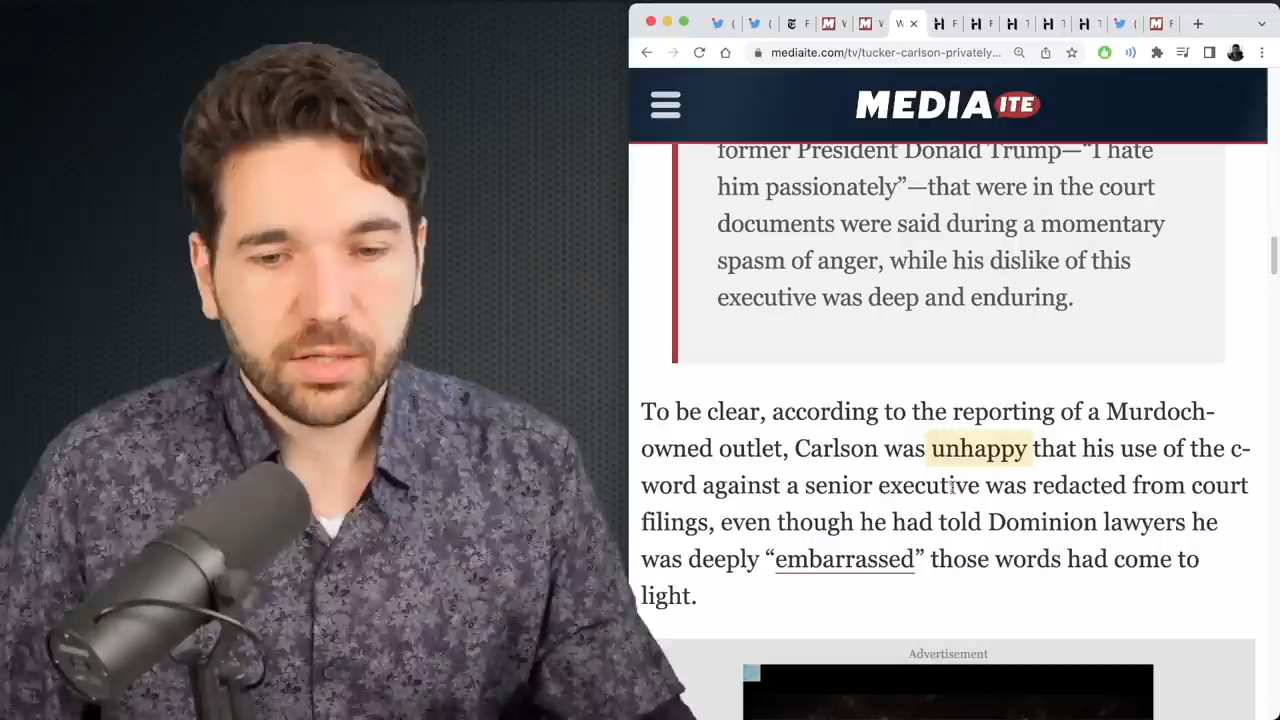 mediaite.com/tv/tucker-carlson-privately...
MEDIAITE
former President Donald Trump—“I hate
him passionately”—that were in the court
documents were said during a momentary
spasm of anger, while his dislike of this
executive was deep and enduring.
To be clear, according to the reporting of a Murdoch-
owned outlet, Carlson was unhappy that his use of the c-
word against a senior executive was redacted from court
filings, even though he had told Dominion lawyers he
was deeply “embarrassed” those words had come to
light.
Advertisement